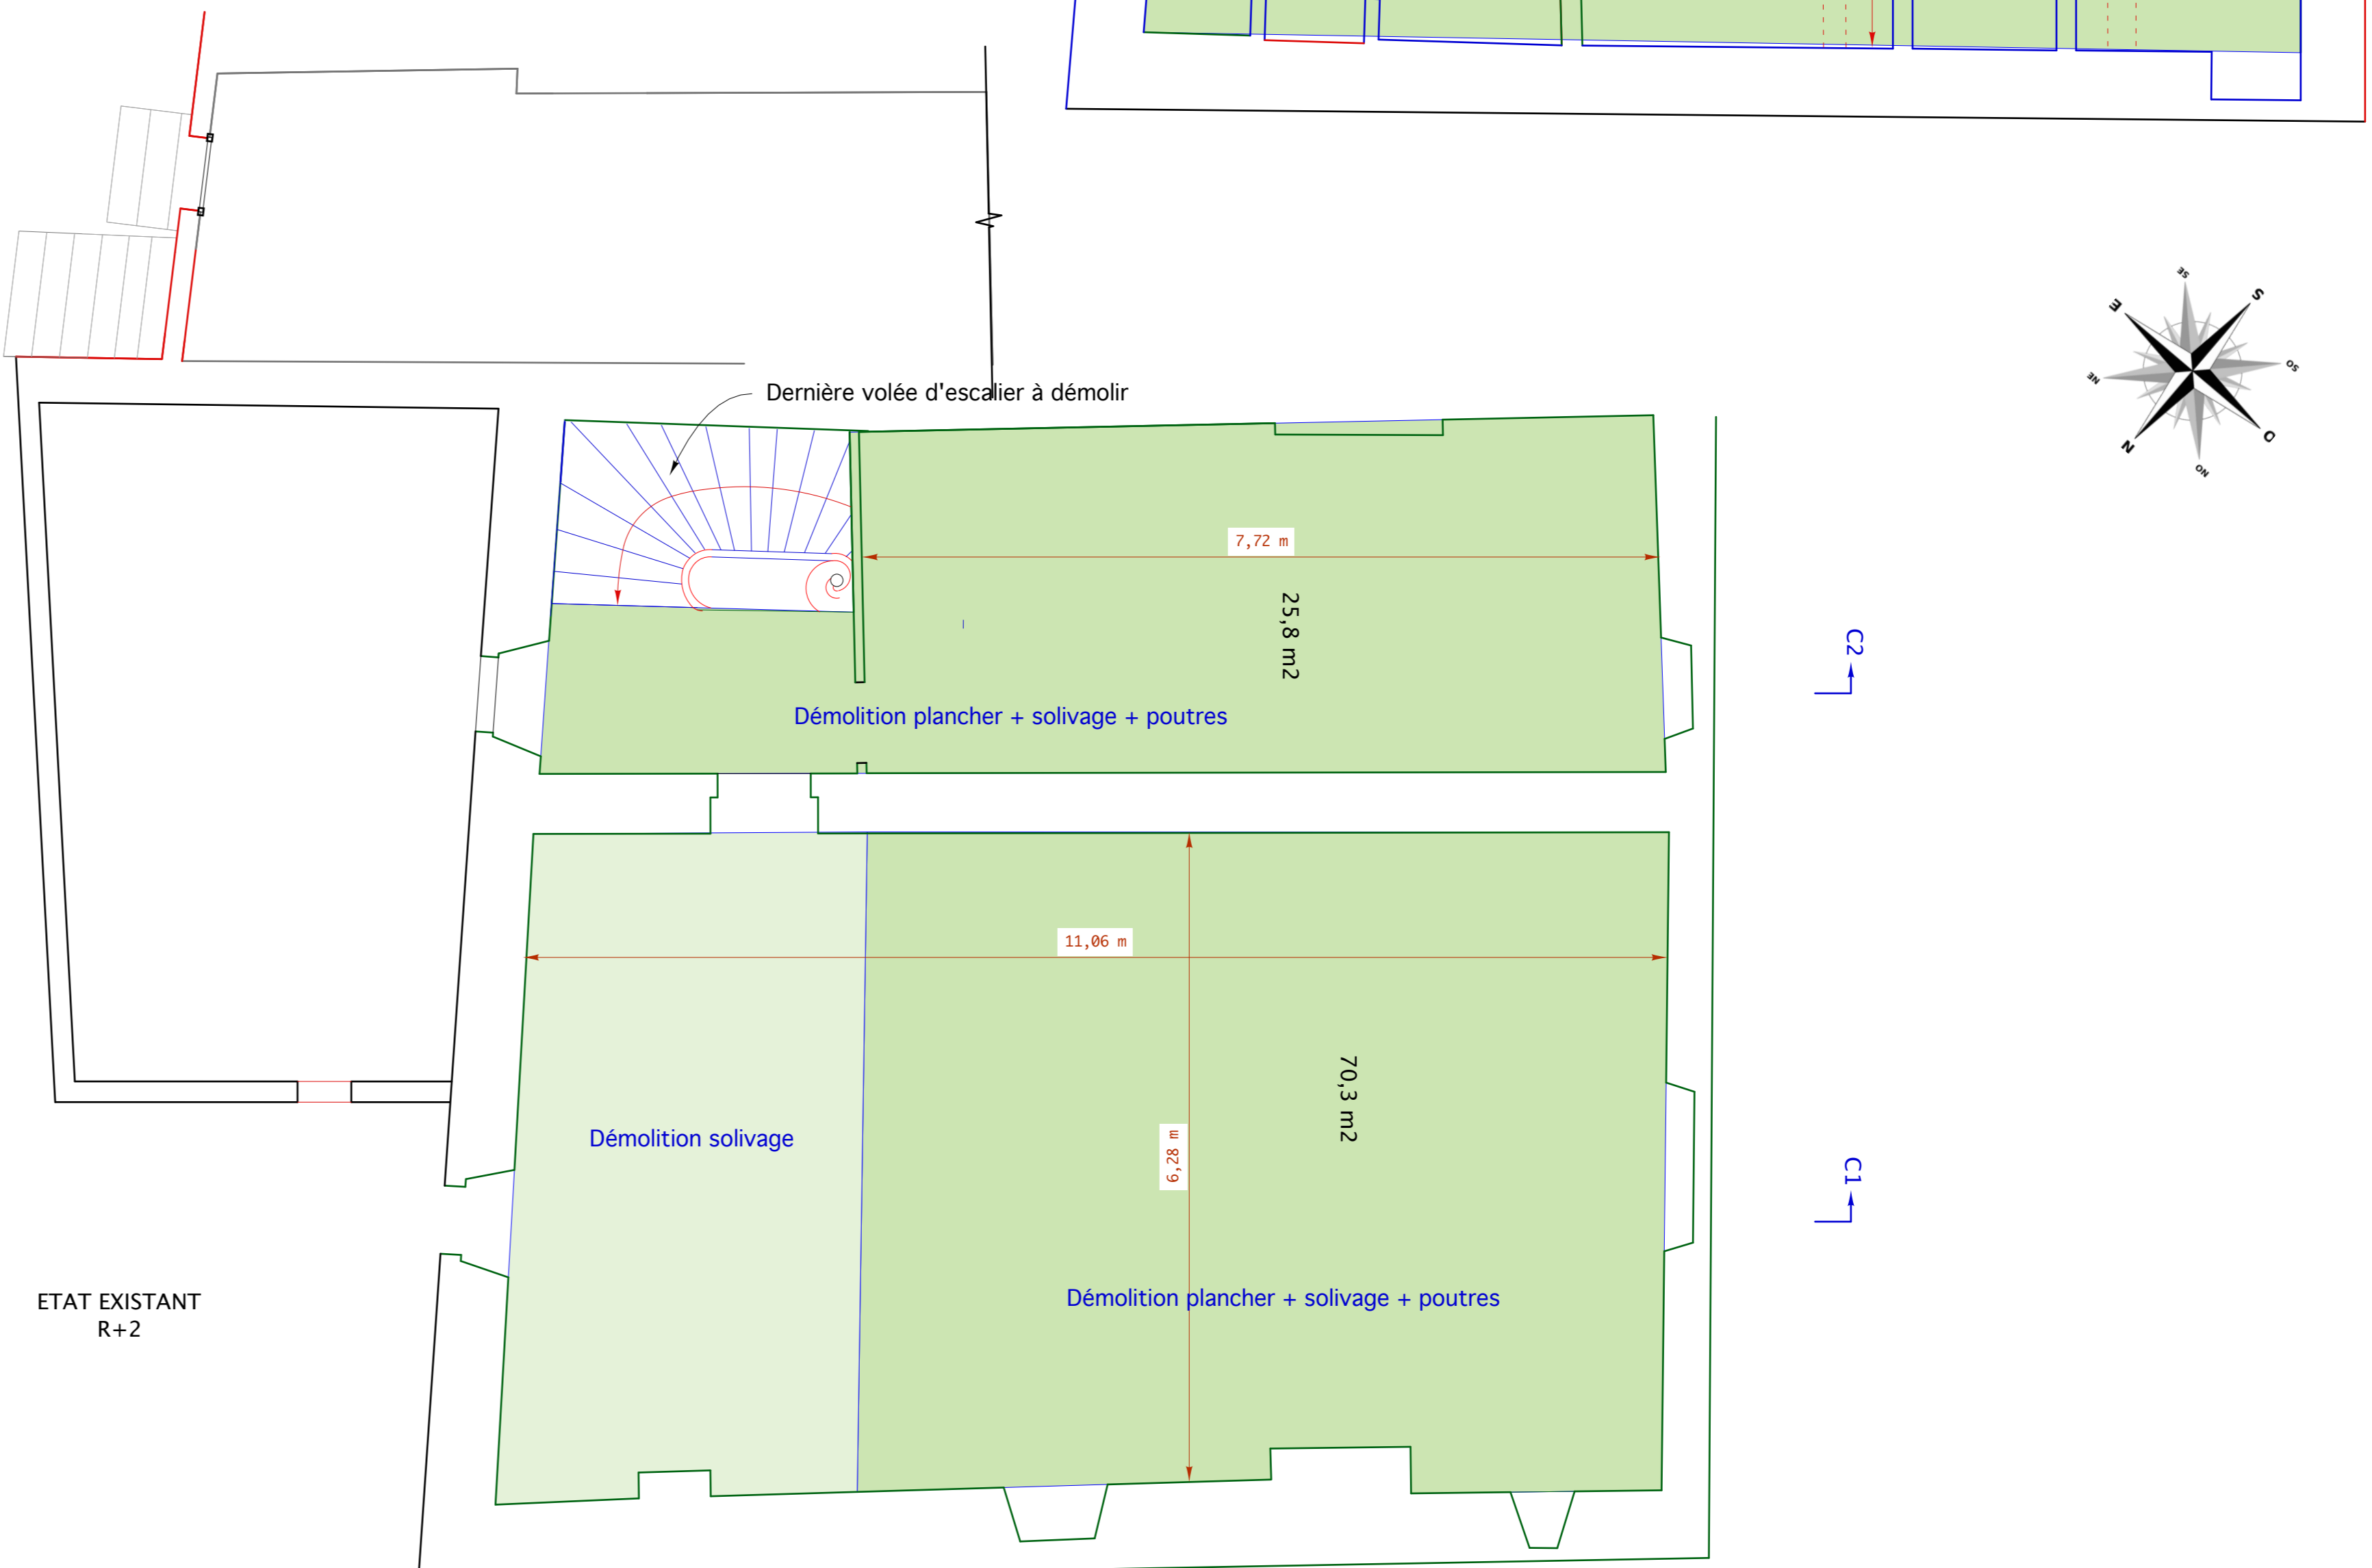 SE
S
E
SO
NE
O
N
NO
Dernière volée d'escalier à démolir
7,72 m
25,8 m2
C2
Démolition plancher + solivage + poutres
11,06 m
70,3 m2
6,28 m
Démolition solivage
C1
Démolition plancher + solivage + poutres
ETAT EXISTANT
R+2